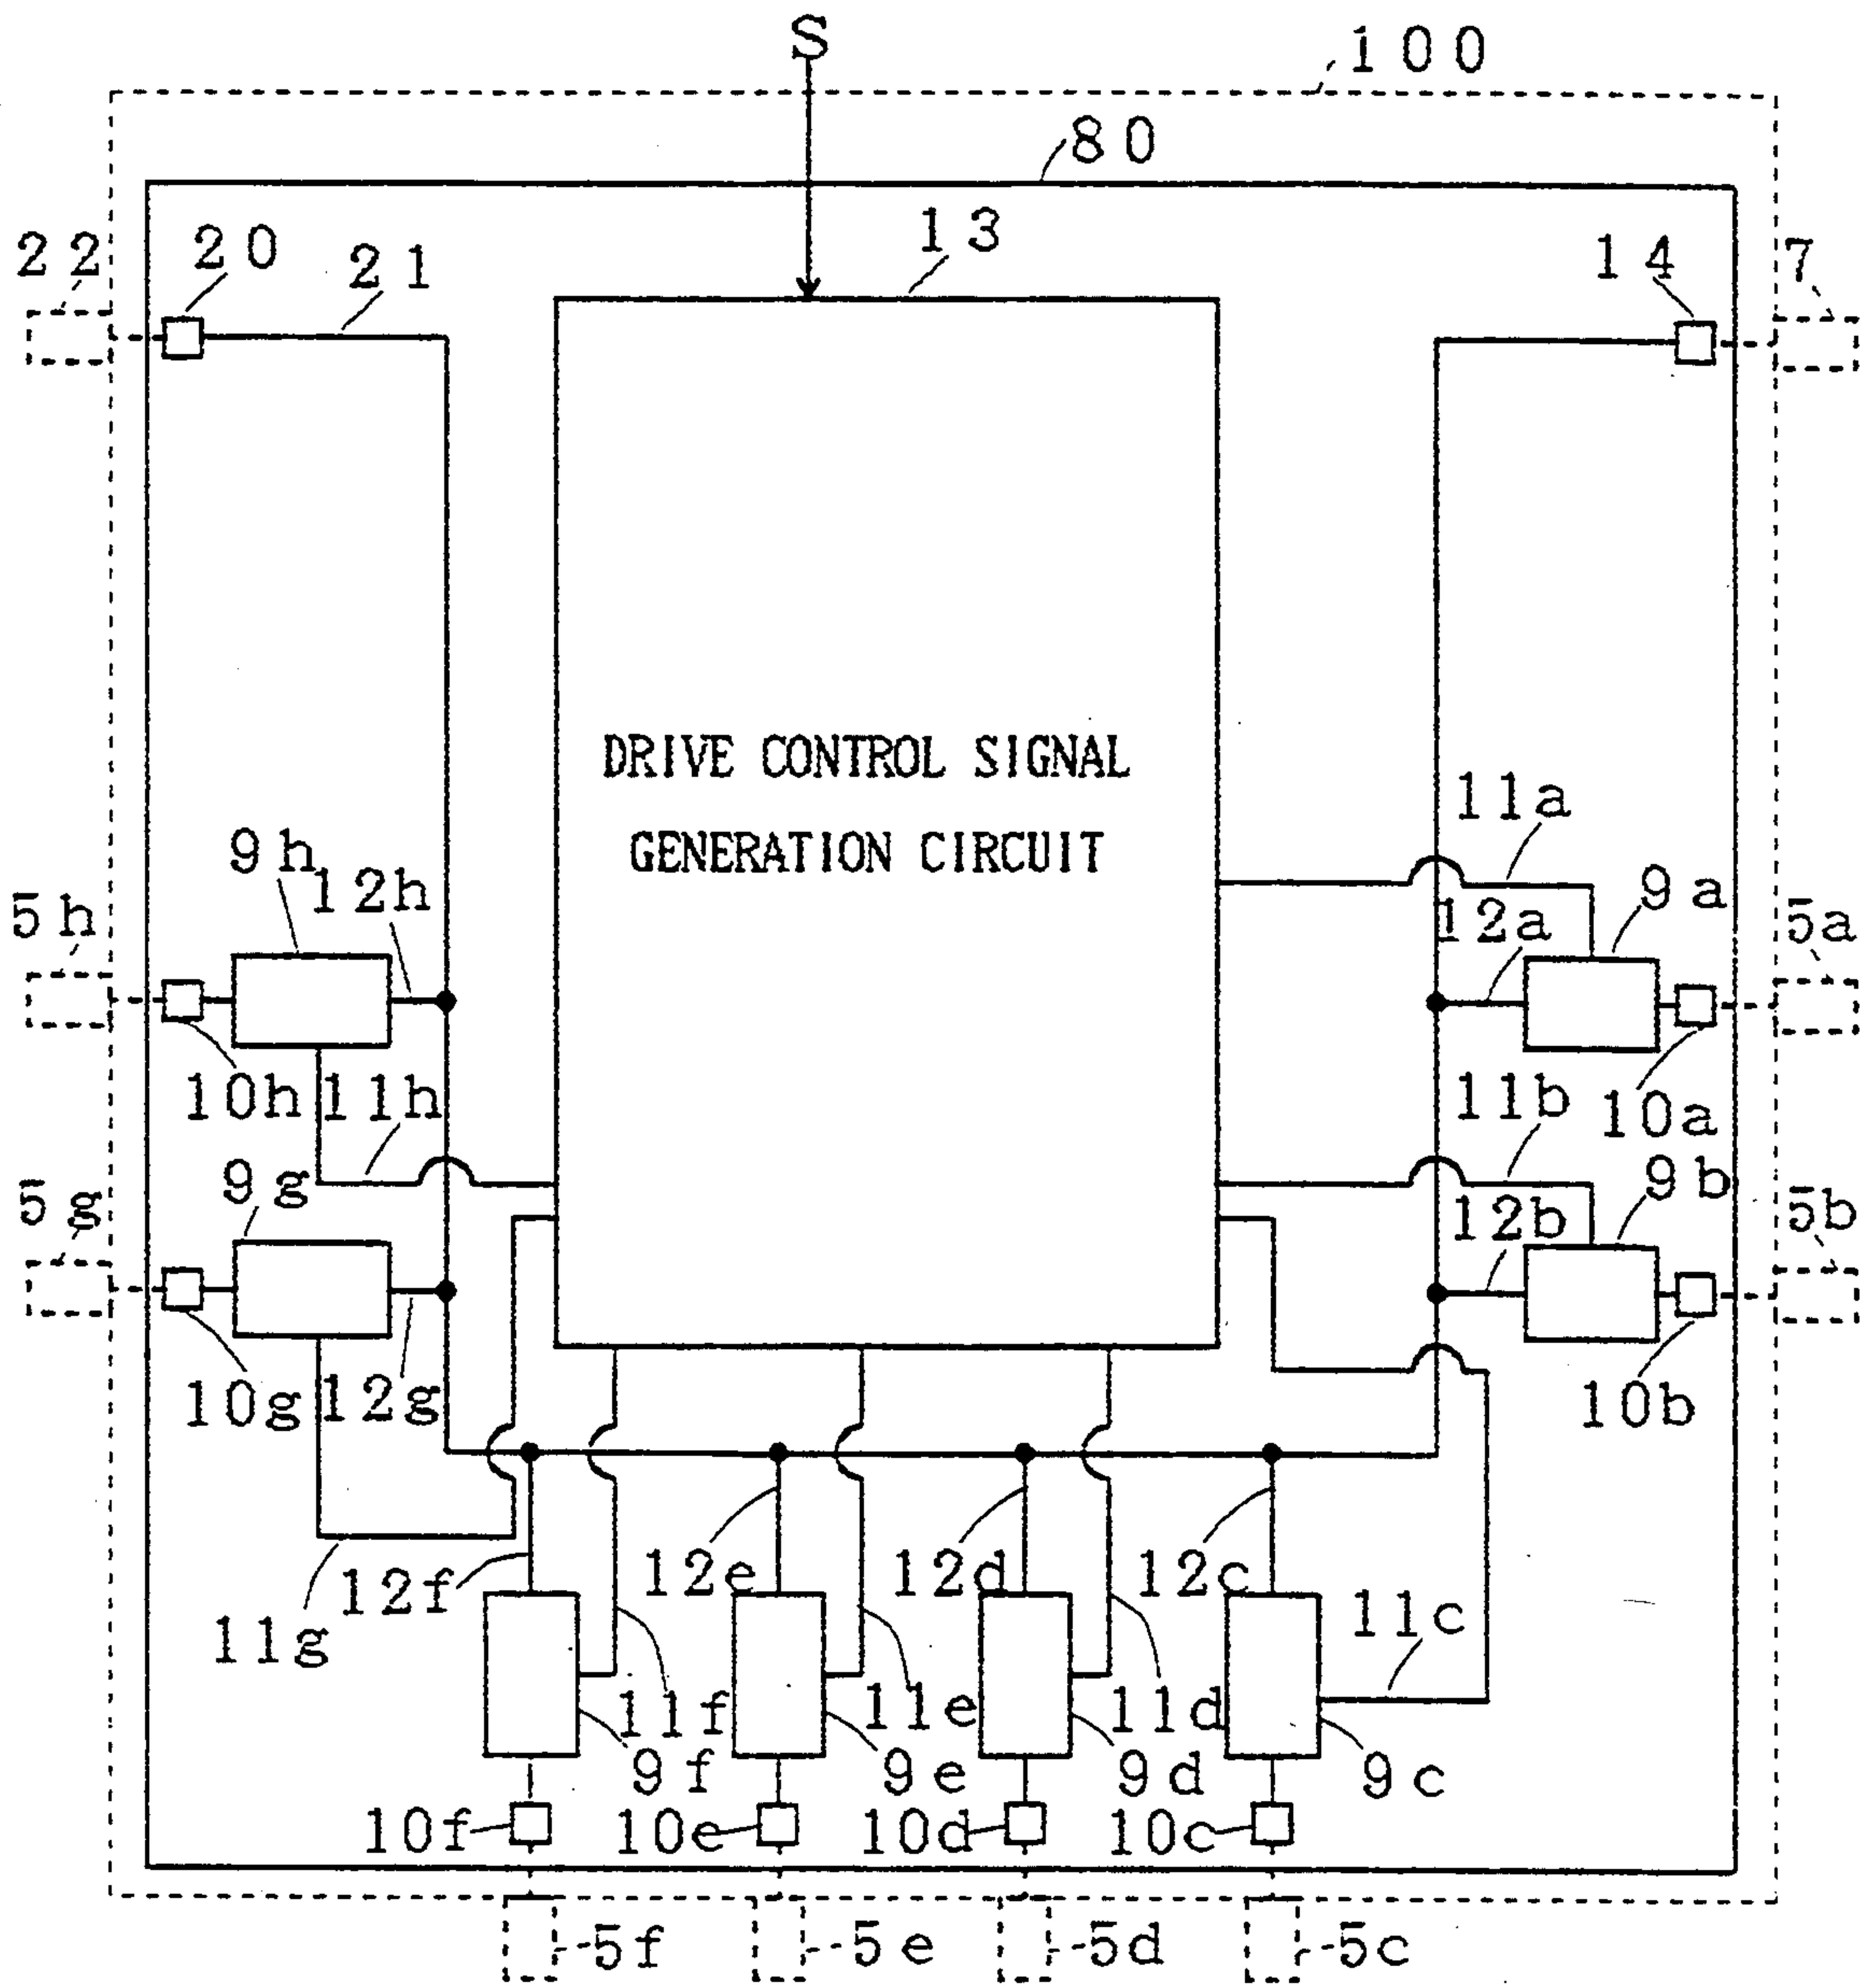 S
100
80
22
20
21
13
14
7
DRIVE CONTROL SIGNAL
GENERATION CIRCUIT
11a
9h
12h
5h
12a
9a
5a
10h
11h
11b
10a
5g
9g
12b
9b
5b
10g
12g
10b
12f
12e
12d
12c
11g
11c
11f
11e
11d
9f
9e
9d
9c
10f
10e
10d
10c
5f
5e
5d
5c